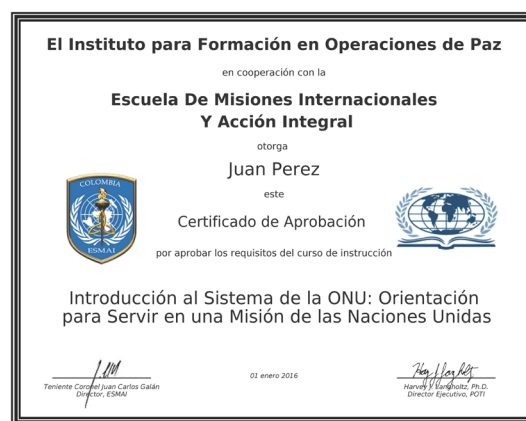 El Instituto para Formación en Operaciones de Paz
en cooperación con la
Escuela De Misiones Internacionales
Y Acción Integral
otorga
Juan Perez
este
COLOMBIA
ESMAI
Certificado de Aprobación
por aprobar los requisitos del curso de instrucción
Introducción al Sistema de la ONU: Orientación
para Servir en una Misión de las Naciones Unidas
Teniente Coronel Juan Carlos Galán
Director, ESMAI
01 enero 2016
Harvey J. Langholtz, Ph.D.
Director Ejecutivo, POTI